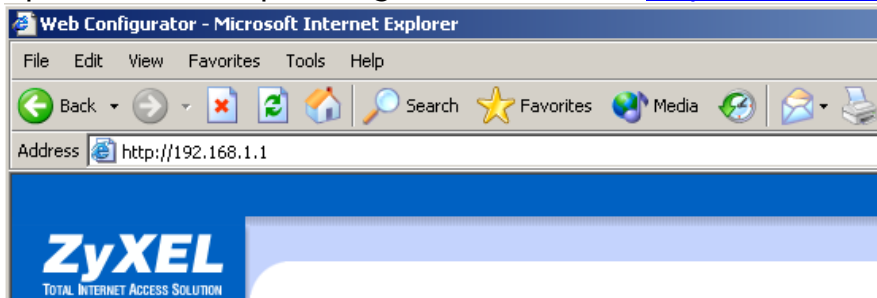 Web Configurator - Microsoft Internet Explorer
File Edit View Favorites Tools Help
Back Search Favorites Media
Address http://192.168.1.1
ZyXEL
TOTAL INTERNET ACCESS SOLUTION